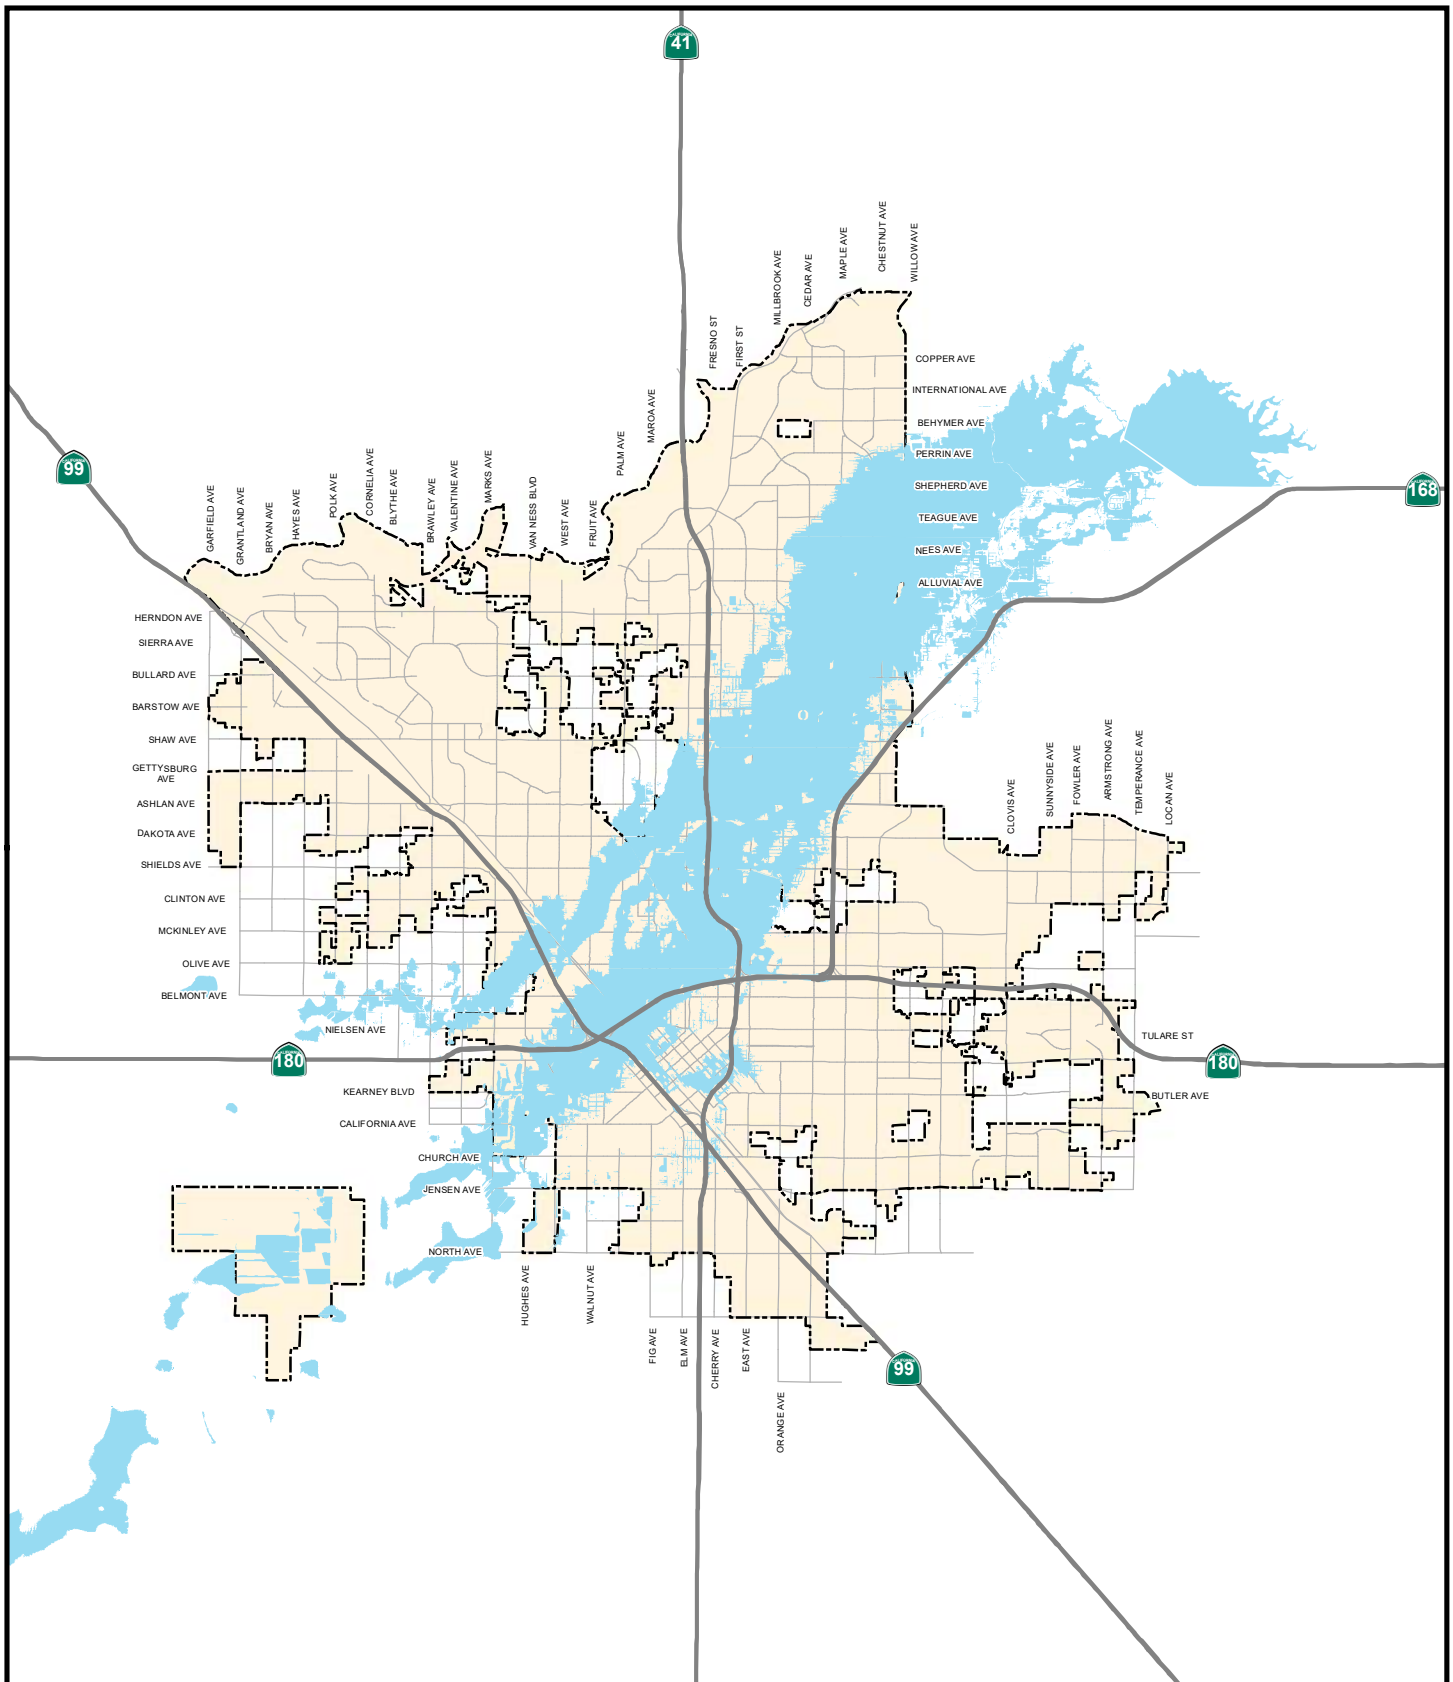 CALIFORNIA
41
CHESTNUT AVE
WILLOW AVE
MAPLE AVE
MILLBROOK AVE
CEDAR AVE
FRESNO ST
FIRST ST
COPPER AVE
INTERNATIONAL AVE
BEHYMER AVE
PERRIN AVE
SHEPHERD AVE
TEAGUE AVE
NEES AVE
ALLUVIAL AVE
CALIFORNIA
99
CALIFORNIA
168
MAROA AVE
PALM AVE
FRUIT AVE
WEST AVE
VAN NESS BLVD
MARKS AVE
VALENTINE AVE
BRAWLEY AVE
BLYTHE AVE
CORNELIA AVE
POLK AVE
HAYES AVE
BRYAN AVE
GRANTLAND AVE
GARFIELD AVE
HERNDON AVE
SIERRA AVE
BULLARD AVE
BARSTOW AVE
SHAW AVE
GETTYSBURG
AVE
ASHLAN AVE
DAKOTA AVE
SHIELDS AVE
CLINTON AVE
MCKINLEY AVE
OLIVE AVE
BELMONT AVE
NIELSEN AVE
CLOVIS AVE
SUNNYSIDE AVE
FOWLER AVE
ARMSTRONG AVE
TEMPERANCE AVE
LOCAN AVE
TULARE ST
CALIFORNIA
180
CALIFORNIA
180
KEARNEY BLVD
BUTLER AVE
CALIFORNIA AVE
CHURCH AVE
JENSEN AVE
NORTH AVE
HUGHES AVE
WALNUT AVE
FIG AVE
ELM AVE
CHERRY AVE
EAST AVE
ORANGE AVE
CALIFORNIA
99